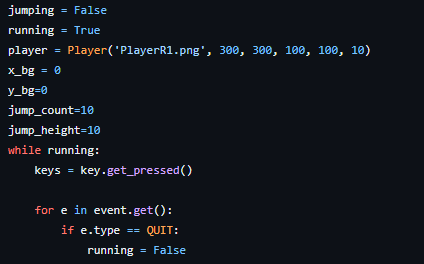 jumping = False
running = True
player = Player('PlayerR1.png', 300, 300, 100, 100, 10)
x_bg = 0
y_bg=0
jump_count=10
jump_height=10
while running:
    keys = key.get_pressed()

    for e in event.get():
        if e.type == QUIT:
            running = False